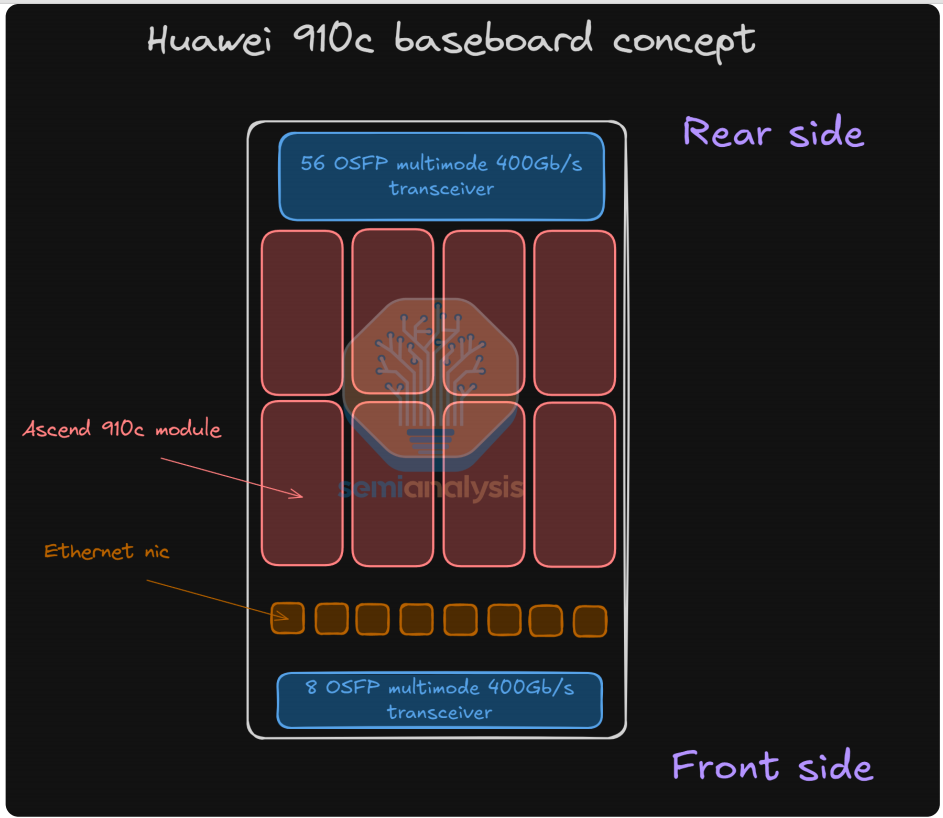 Huawei 910c baseboard concept
Rear side
56 OSFP multimode 400Gb/s
transceiver
Ascend 910c module
semianalysis
Ethernet nic
8 OSFP multimode 400Gb/s
transceiver
Front side